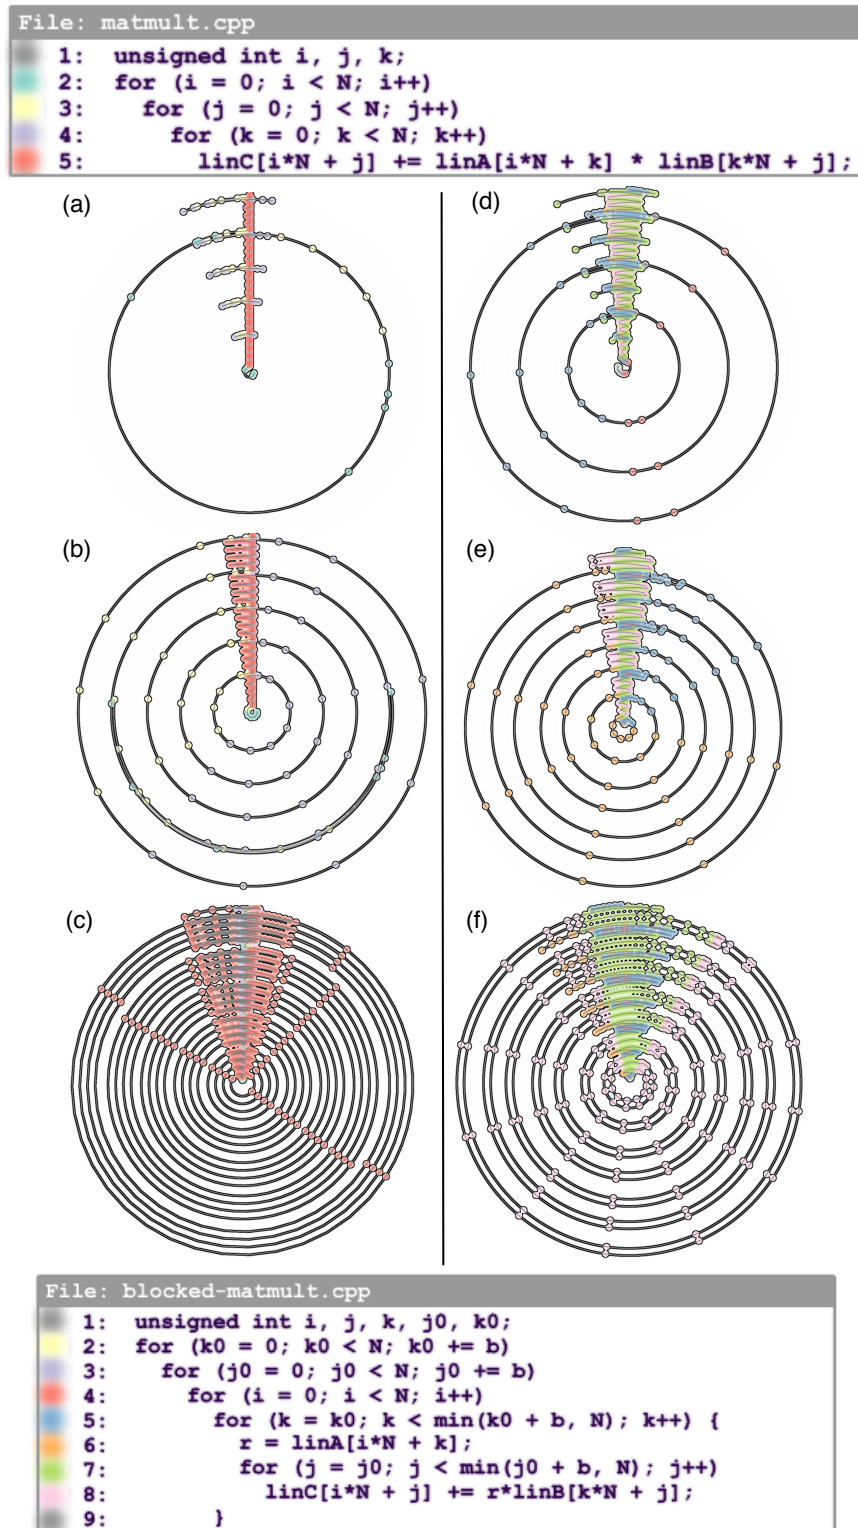 File: matmult.cpp
1: unsigned int i, j, k;
2: for (i = 0; i < N; i++)
3: for (j = 0; j < N; j++)
4: for (k = 0; k < N; k++)
5: linC[i*N + j] += linA[i*N + k] * linB[k*N + j];
(a)
(d)
(b)
(e)
(c)
(f)
File: blocked-matmult.cpp
1: unsigned int i, j, k, j0, k0;
2: for (k0 = 0; k0 < N; k0 += b)
3: for (j0 = 0; j0 < N; j0 += b)
4: for (i = 0; i < N; i++)
5: for (k = k0; k < min(k0 + b, N); k++) {
6: r = linA[i*N + k];
7: for (j = j0; j < min(j0 + b, N); j++)
8: linC[i*N + j] += r*linB[k*N + j];
9: }